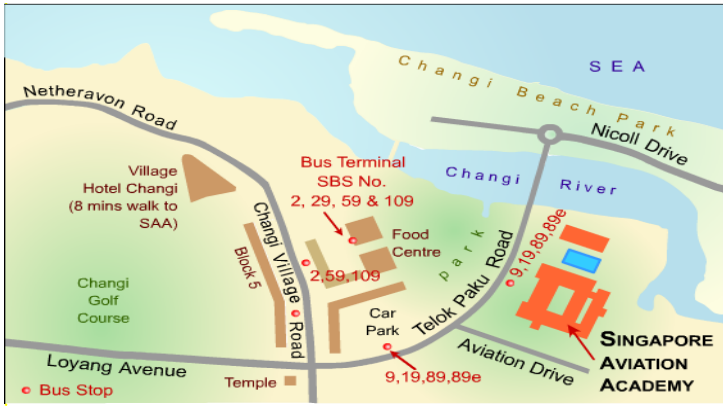 SEA
Changi Beach Park
Netheravon Road
Nicoll Drive
Bus Terminal
SBS No.
2, 29, 59 & 109
Village
Hotel Changi
(8 mins walk to
SAA)
Changi River
Food
Centre
park
Changi Village Road
Block 5
2,59,109
9,19,89,89e
Telok Paku Road
Changi
Golf
Course
Car
Park
SINGAPORE
AVIATION
ACADEMY
Aviation Drive
Loyang Avenue
Temple
9,19,89,89e
Bus Stop